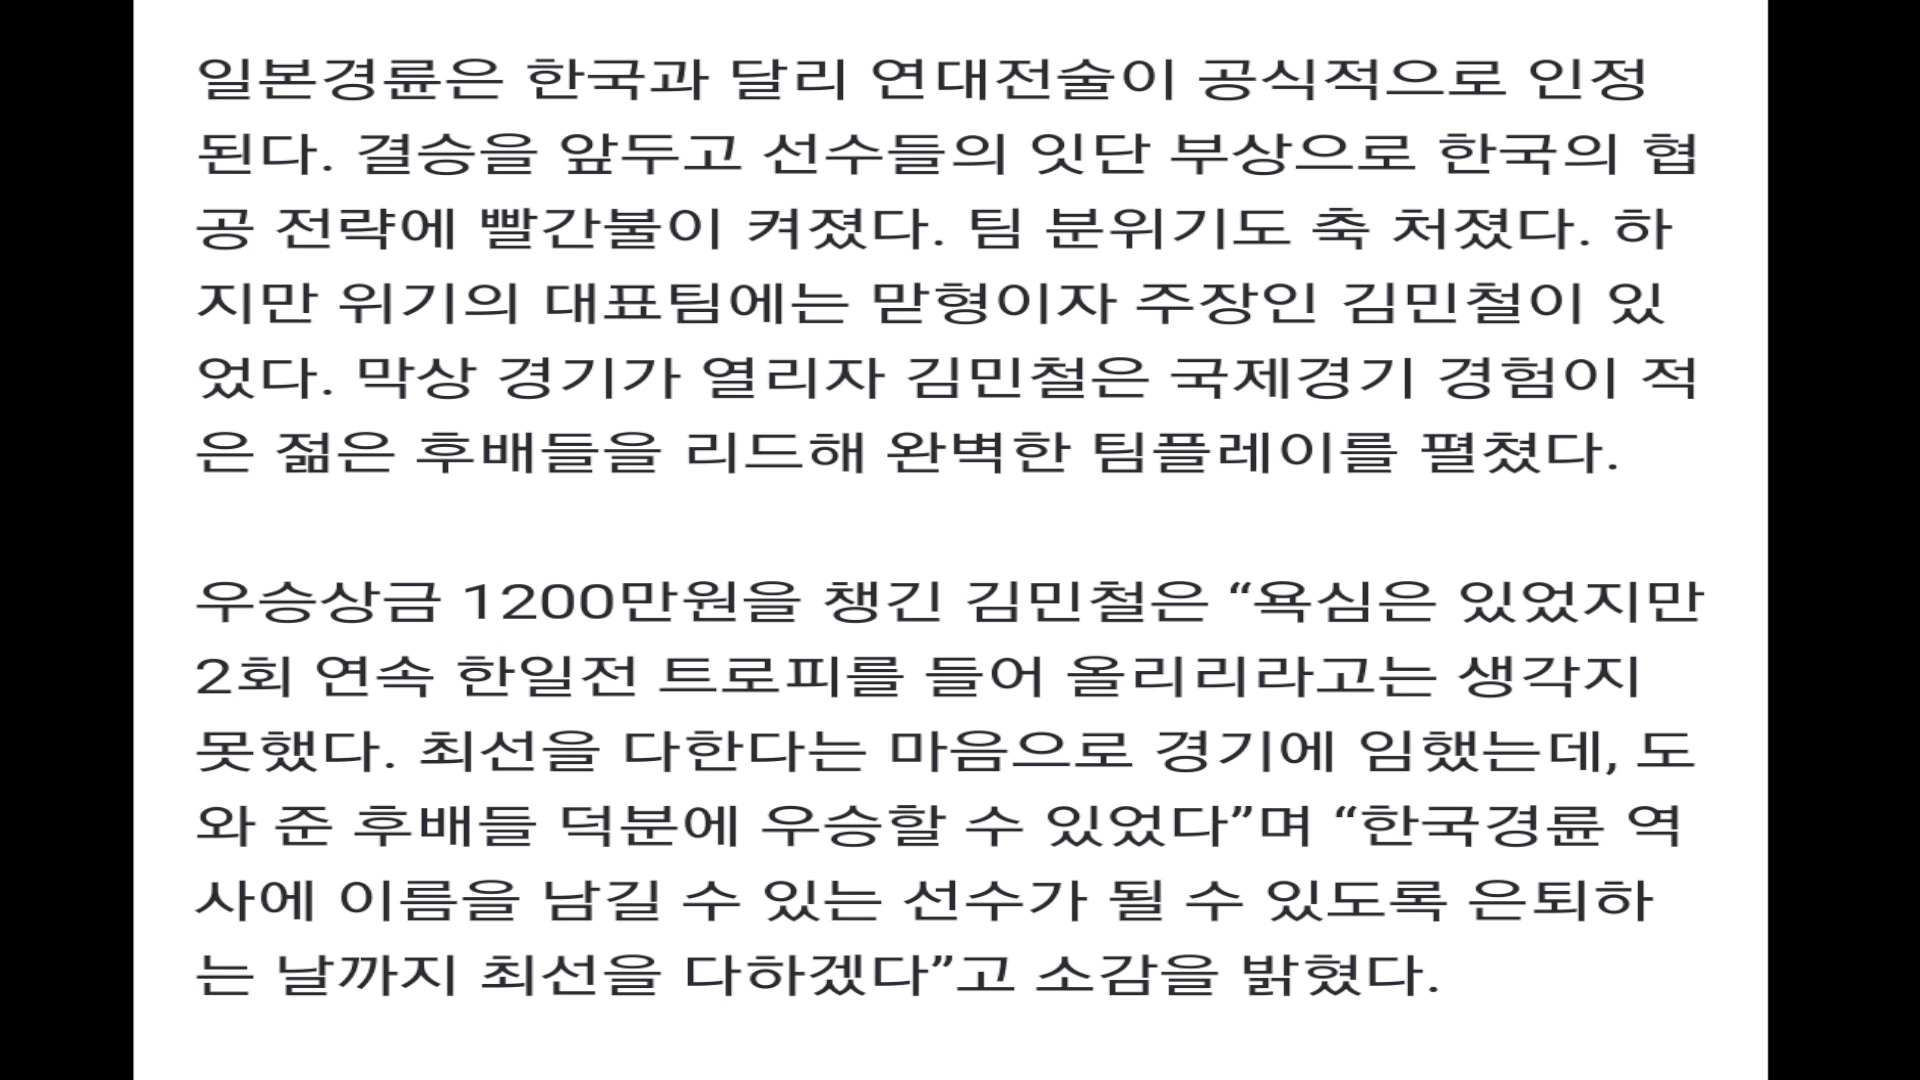 일본경륜은 한국과 달리 연대전술이 공식적으로 인정
된다. 결승을 앞두고 선수들의 잇단 부상으로 한국의 협
공 전략에 빨간불이 켜졌다. 팀 분위기도 축 처졌다. 하
지만 위기의 대표팀에는 맏형이자 주장인 김민철이 있
었다. 막상 경기가 열리자 김민철은 국제경기 경험이 적
은 젊은 후배들을 리드해 완벽한 팀플레이를 펼쳤다.
우승상금 1200만원을 챙긴 김민철은 “욕심은 있었지만
2회 연속 한일전 트로피를 들어 올리리라고는 생각지
못했다. 최선을 다한다는 마음으로 경기에 임했는데, 도
와 준 후배들 덕분에 우승할 수 있었다”며 “한국경륜 역
사에 이름을 남길 수 있는 선수가 될 수 있도록 은퇴하
는 날까지 최선을 다하겠다”고 소감을 밝혔다.